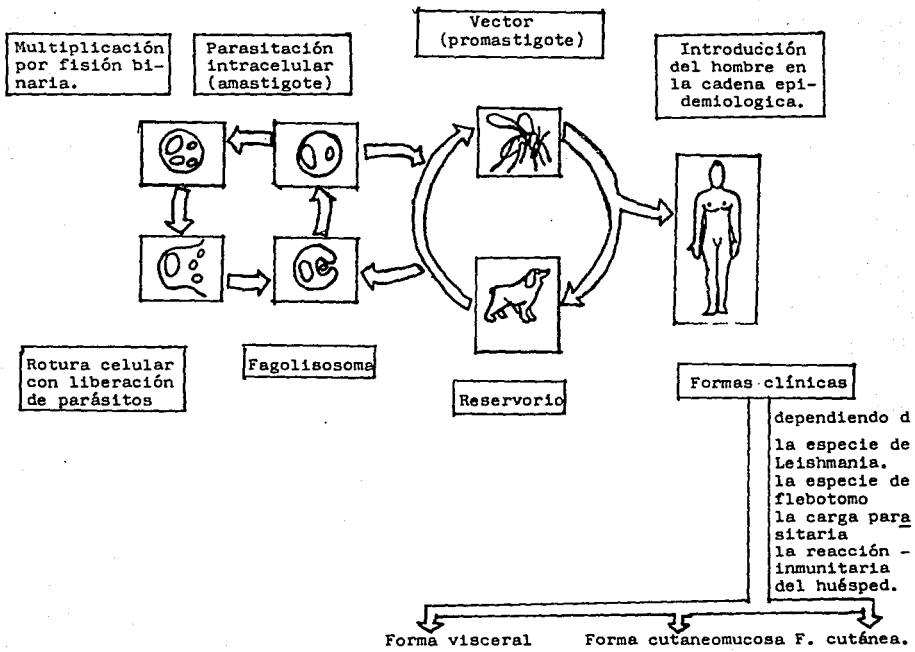 Multiplicación
por fisión bi-
naria.
Parasitación
intracelular
(amastigote)
Vector
(promastigote)
Introducción
del hombre en
la cadena epi-
demiologica.
Rotura celular
con liberación
de parásitos
Fagolisosoma
Reservorio
Formas clínicas
dependiendo d
la especie de
Leishmania.
la especie de
flebotomo
la carga para
sitaria
la reacción -
inmunitaria
del huésped.
Forma visceral
Forma cutaneomucosa
F. cutánea.